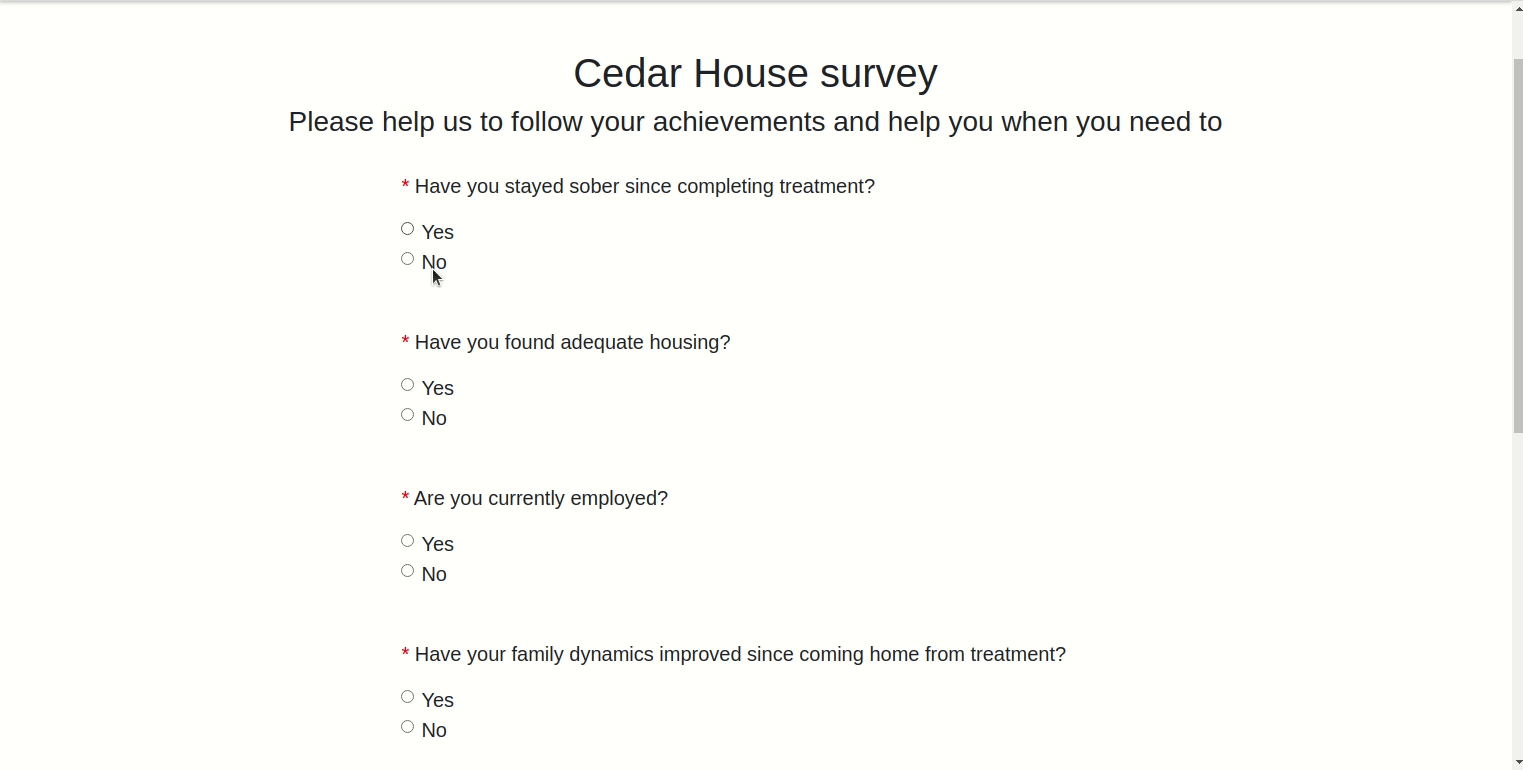 Cedar House survey
Please help us to follow your achievements and help you when you need to
* Have you stayed sober since completing treatment?
Yes
No
* Have you found adequate housing?
Yes
No
* Are you currently employed?
Yes
No
* Have your family dynamics improved since coming home from treatment?
Yes
No